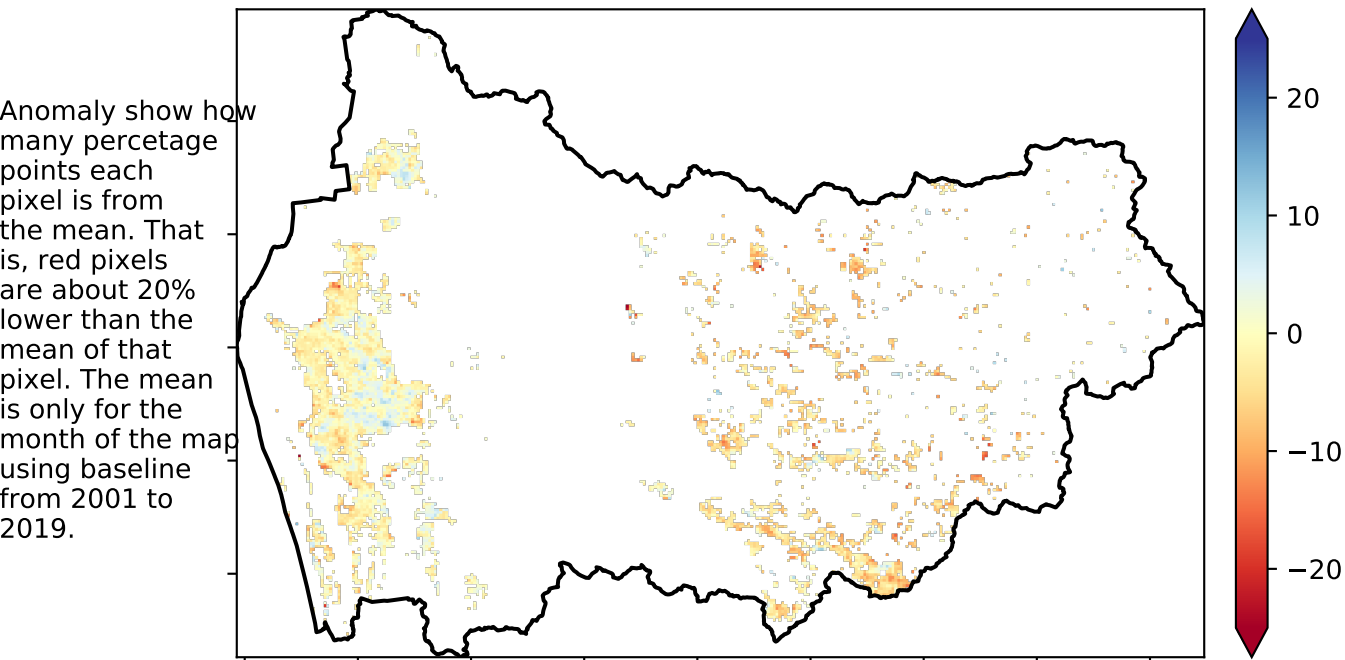 Anomaly show how
many percetage
points each
pixel is from
the mean. That
is, red pixels
are about 20%
lower than the
mean of that
pixel. The mean
is only for the
month of the map
using baseline
from 2001 to
2019.
20
10
0
−10
−20